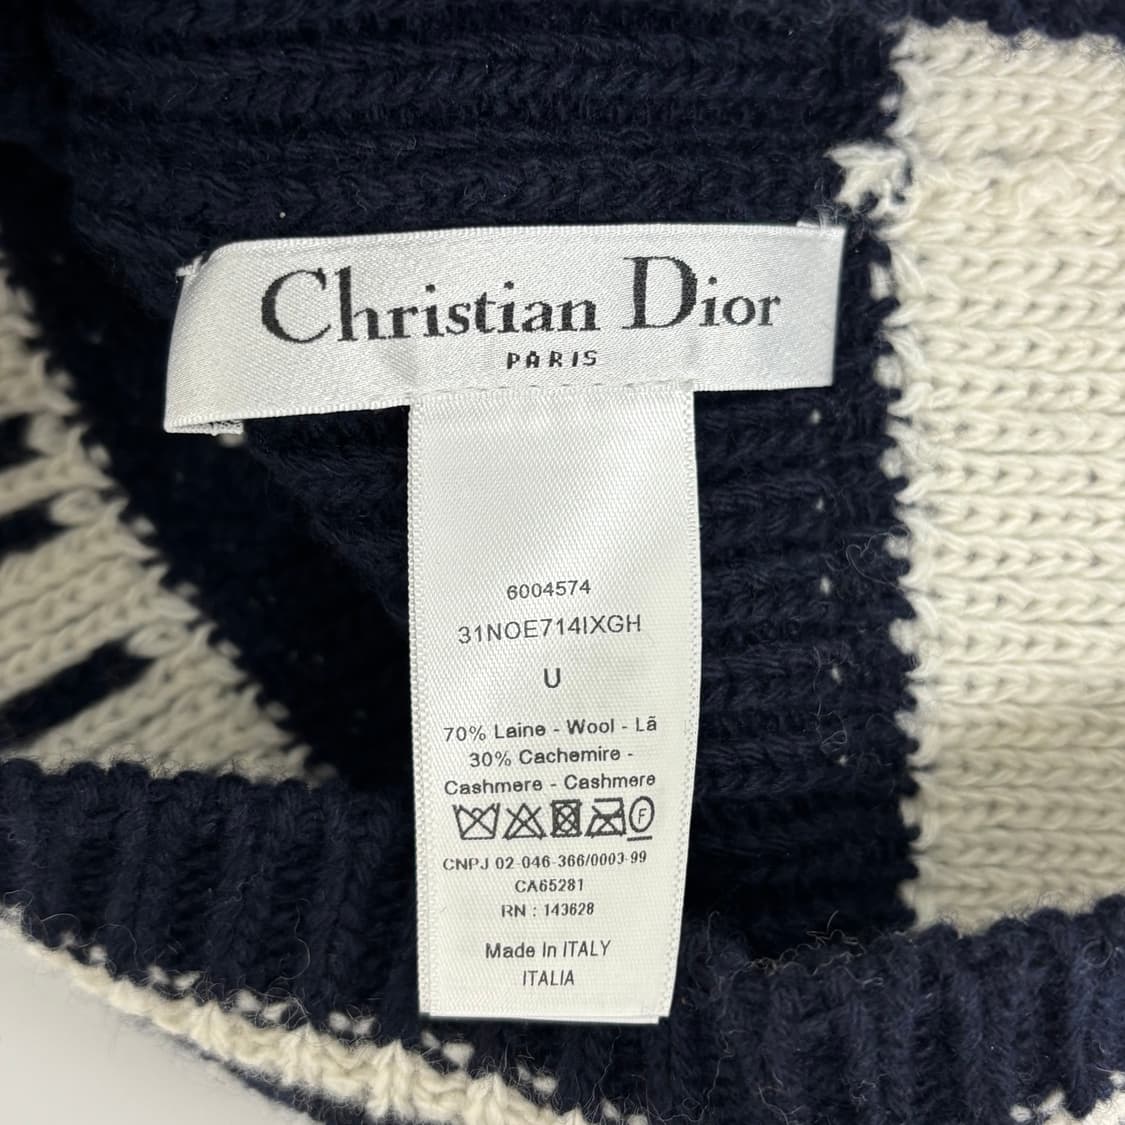 Christian Dior
PARIS
6004574
31NOE714IXGH
U
70% Laine - Wool - Lã
30% Cachemire -
Cashmere - Cashmere
F
CNPJ 02-046-366/0003-99
CA65281
RN : 143628
Made In ITALY
ITALIA